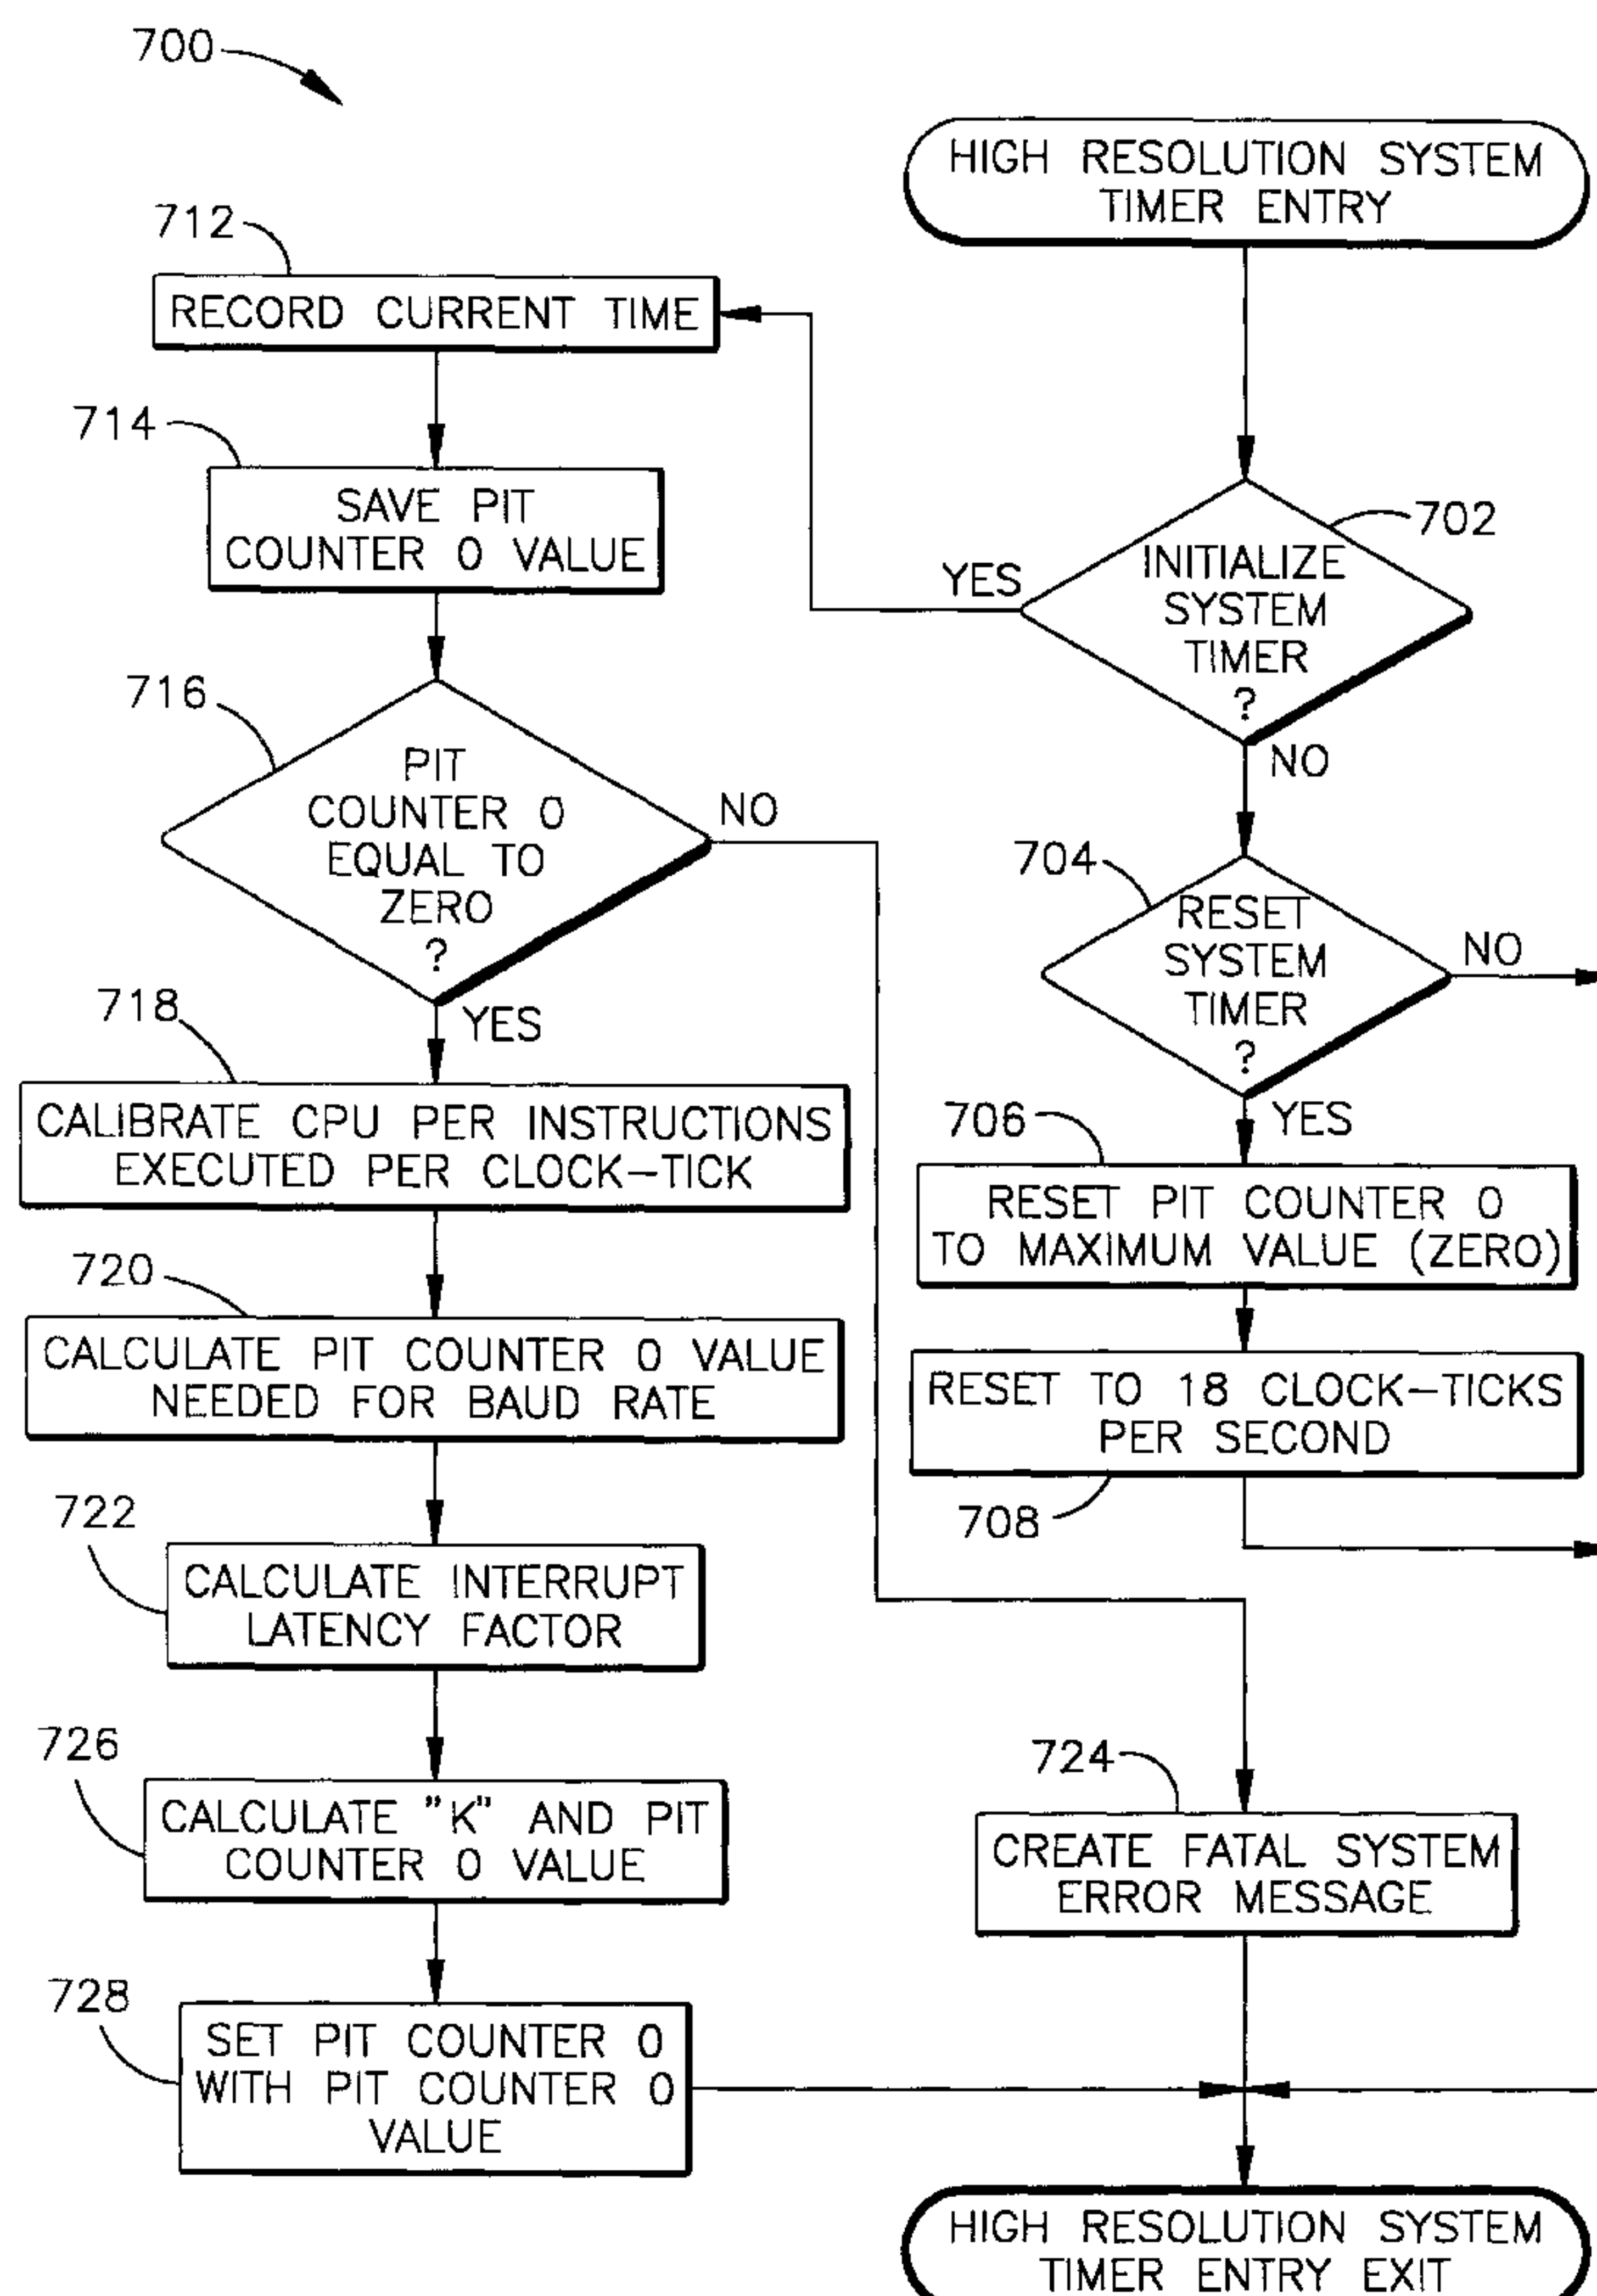 700
HIGH RESOLUTION SYSTEM
TIMER ENTRY
712
RECORD CURRENT TIME
714
SAVE PIT
COUNTER 0 VALUE
702
INITIALIZE
SYSTEM
TIMER
?
YES
NO
716
PIT
COUNTER 0
EQUAL TO
ZERO
?
NO
YES
704
RESET
SYSTEM
TIMER
?
NO
YES
718
CALIBRATE CPU PER INSTRUCTIONS
EXECUTED PER CLOCK-TICK
706
RESET PIT COUNTER 0
TO MAXIMUM VALUE (ZERO)
720
CALCULATE PIT COUNTER 0 VALUE
NEEDED FOR BAUD RATE
RESET TO 18 CLOCK-TICKS
PER SECOND
708
722
CALCULATE INTERRUPT
LATENCY FACTOR
726
CALCULATE "K" AND PIT
COUNTER 0 VALUE
724
CREATE FATAL SYSTEM
ERROR MESSAGE
728
SET PIT COUNTER 0
WITH PIT COUNTER 0
VALUE
HIGH RESOLUTION SYSTEM
TIMER ENTRY EXIT